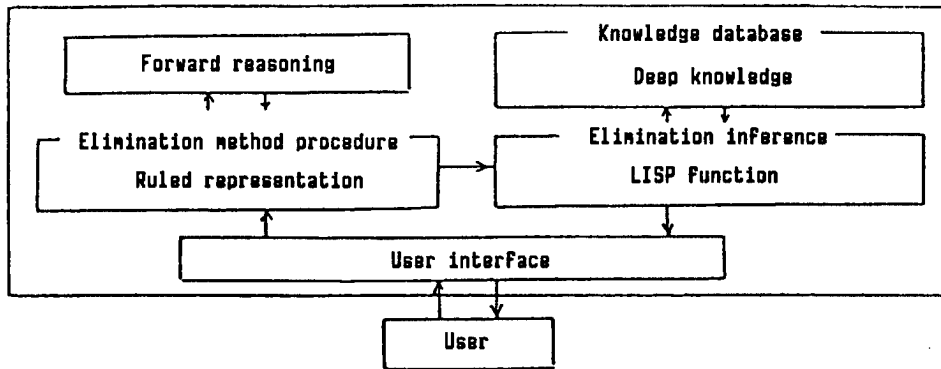 Knowledge database
Forward reasoning
Deep knowledge
Elimination method procedure
Elimination inference
Ruled representation
LISP function
User interface
User